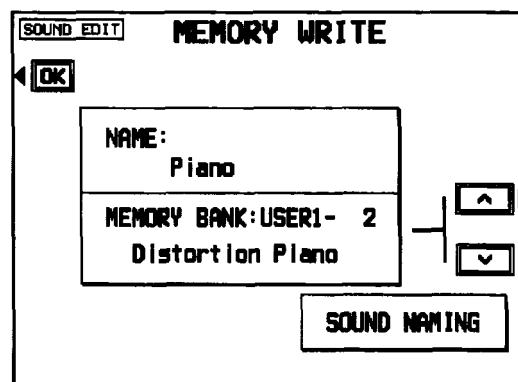 SOUND EDIT MEMORY WRITE
OK
NAME:
Piano
MEMORY BANK:USER1- 2
Distortion Piano
SOUND NAMING